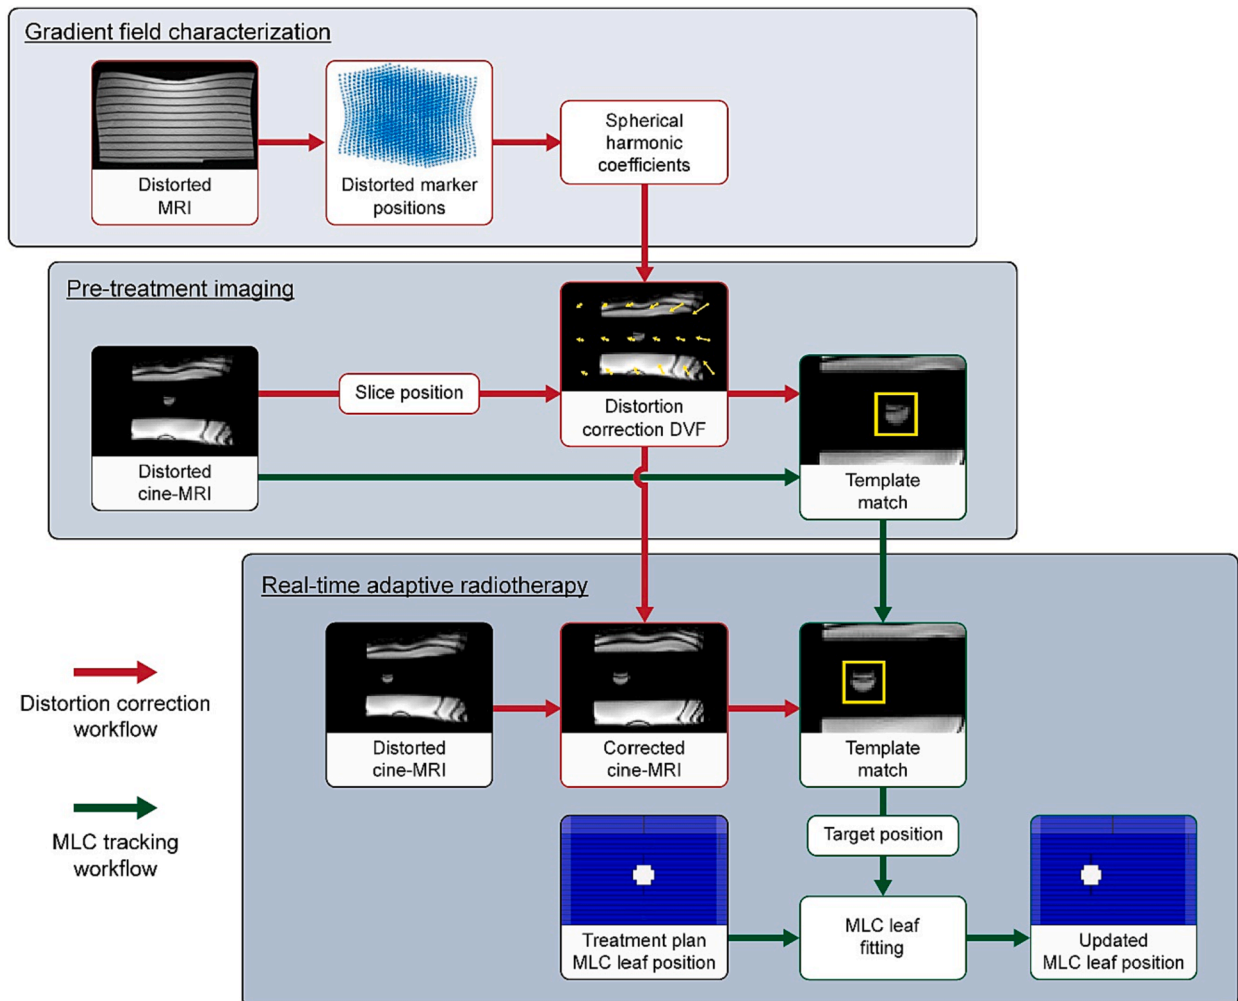 Gradient field characterization
Distorted
MRI
Distorted marker
positions
Spherical
harmonic
coefficients
Pre-treatment imaging
Distorted
cine-MRI
Slice position
Distortion
correction DVF
Template
match
Real-time adaptive radiotherapy
Distorted
cine-MRI
Corrected
cine-MRI
Template
match
Distortion correction
workflow
MLC tracking
workflow
Target position
Treatment plan
MLC leaf position
MLC leaf
fitting
Updated
MLC leaf position